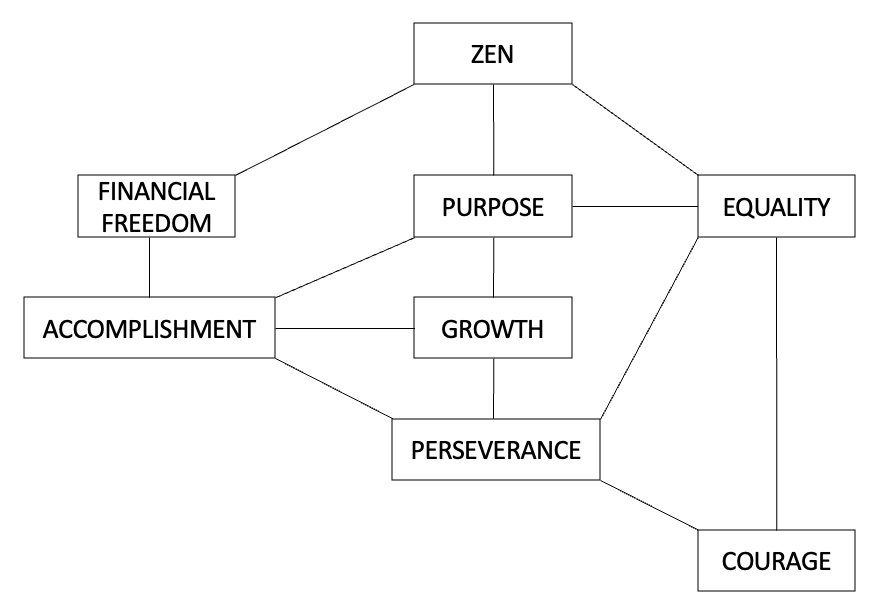 ZEN
FINANCIAL
FREEDOM
PURPOSE
EQUALITY
ACCOMPLISHMENT
GROWTH
PERSEVERANCE
COURAGE